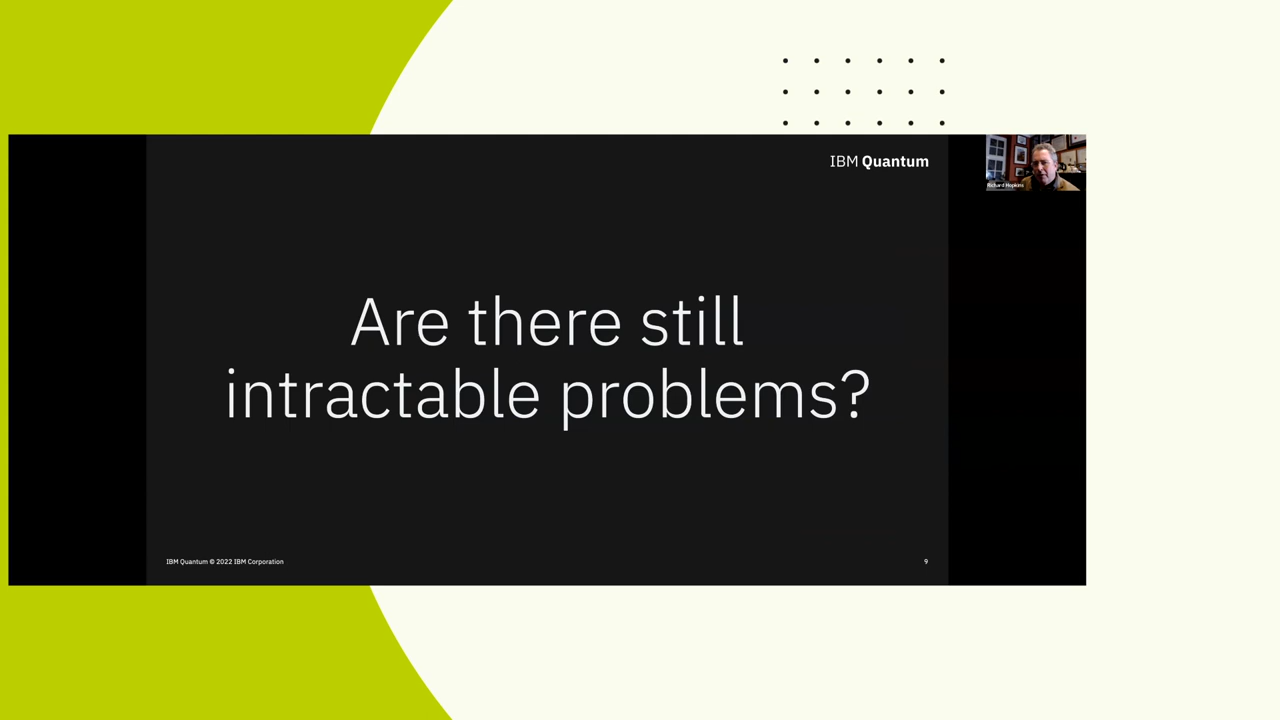 IBM Quantum
Richard Hopkins
Are there still
intractable problems?
IBM Quantum © 2022 IBM Corporation
9